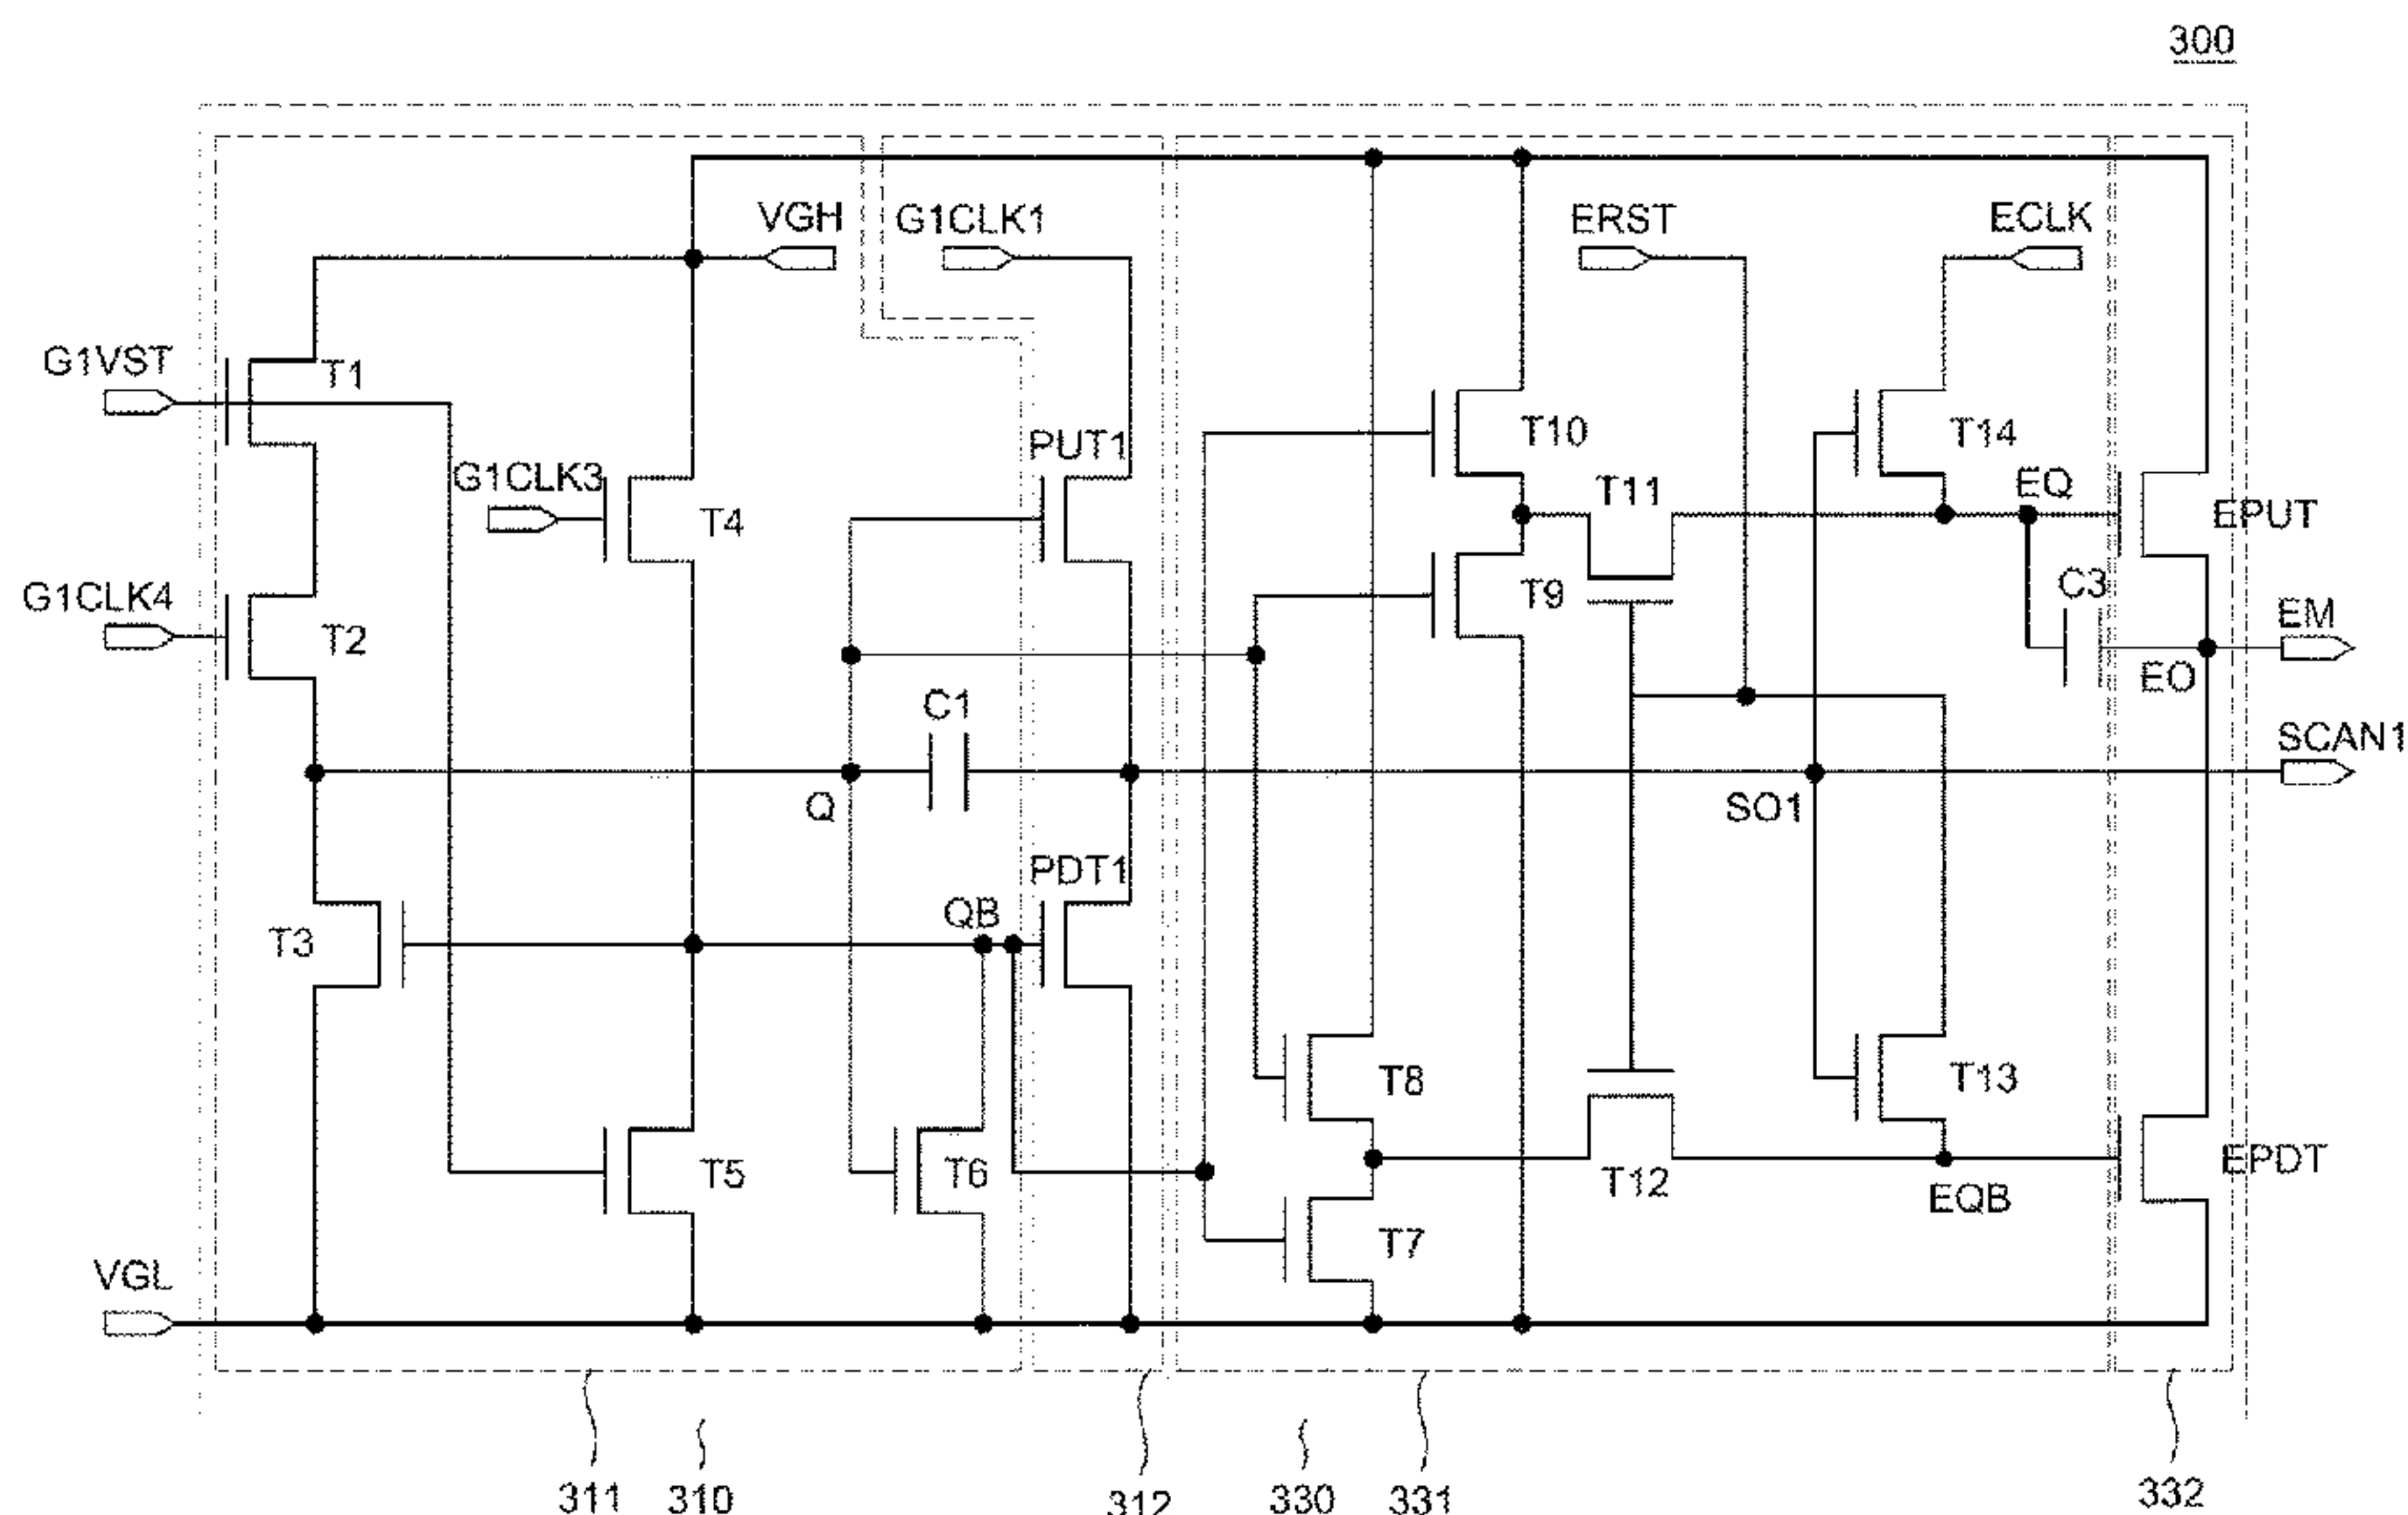 300
VGH
G1CLK1
ERST
ECLK
G1VST
T1
G1CLK3
T4
PUT1
T10
T14
T11
EQ
EPUT
G1CLK4
T2
T9
C3
EM
EO
C1
SCAN1
Q
SO1
PDT1
QB
T3
T8
T13
T5
T6
T12
EPDT
EQB
T7
VGL
311
310
312
330
331
332